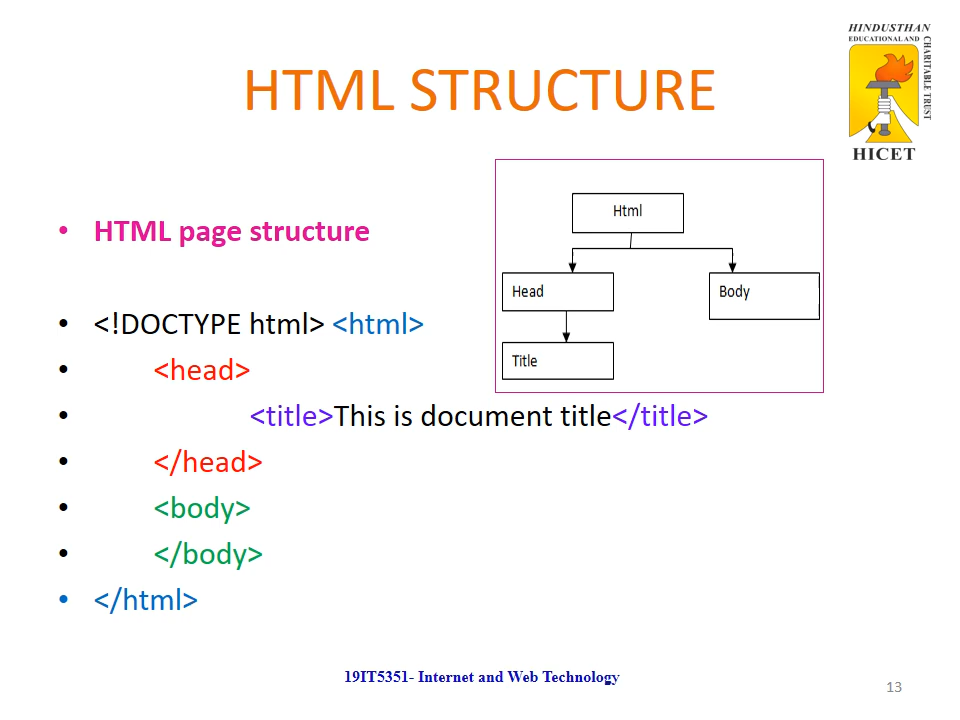 HINDUSTHAN
EDUCATIONAL AND
CHARITABLE TRUST
HICET
HTML STRUCTURE
Html
Head
Body
Title
• HTML page structure
• <!DOCTYPE html> <html>
• <head>
• <title>This is document title</title>
• </head>
• <body>
• </body>
• </html>
19IT5351- Internet and Web Technology
13